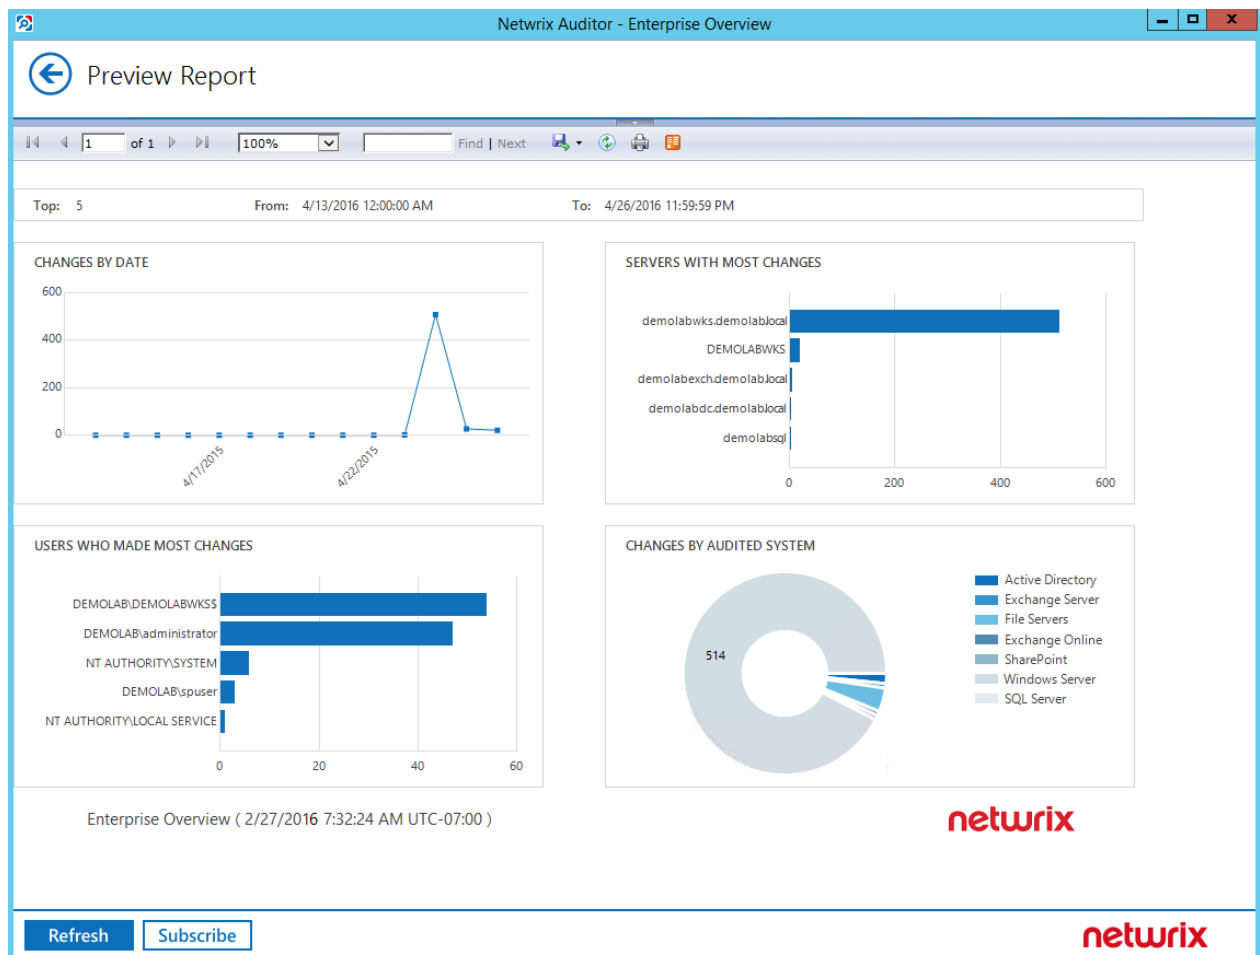 Netwrix Auditor - Enterprise Overview
Preview Report
1 of 1 100% Find | Next
Top: 5 From: 4/13/2016 12:00:00 AM To: 4/26/2016 11:59:59 PM
CHANGES BY DATE
600
400
200
0
4/17/2015
4/22/2015
SERVERS WITH MOST CHANGES
demolabwks.demolab.local
DEMOLABWKS
demolabexch.demolab.local
demolabdc.demolab.local
demolabsql
0 200 400 600
USERS WHO MADE MOST CHANGES
DEMOLAB\DEMOLABWKS$
DEMOLAB\administrator
NT AUTHORITY\SYSTEM
DEMOLAB\spuser
NT AUTHORITY\LOCAL SERVICE
0 20 40 60
CHANGES BY AUDITED SYSTEM
514
Active Directory
Exchange Server
File Servers
Exchange Online
SharePoint
Windows Server
SQL Server
Enterprise Overview ( 2/27/2016 7:32:24 AM UTC-07:00 )
netwrix
Refresh Subscribe
netwrix